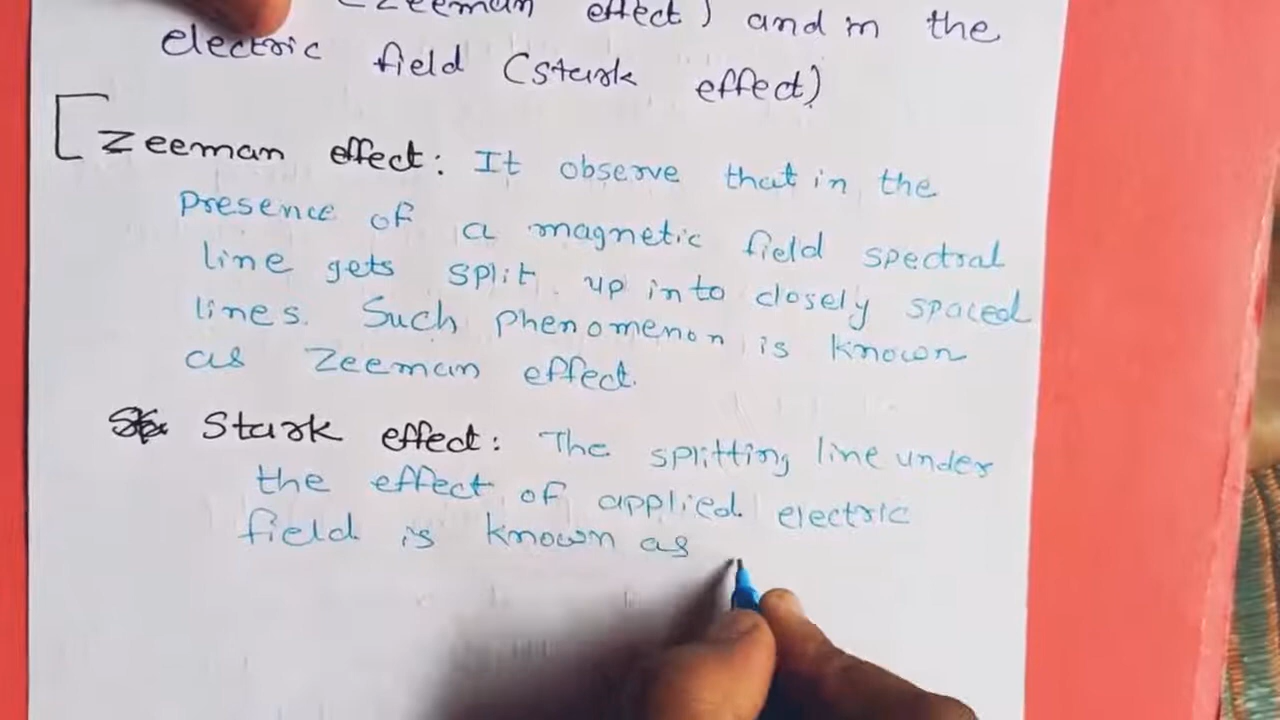 (Zeeman effect) and in the
electric field (Stark effect)
Zeeman effect: It observe that in the
presence of a magnetic field spectral
line gets split up into closely spaced
lines. Such phenomenon is known
as Zeeman effect.
Stark effect: The splitting line under
the effect of applied electric
field is known as